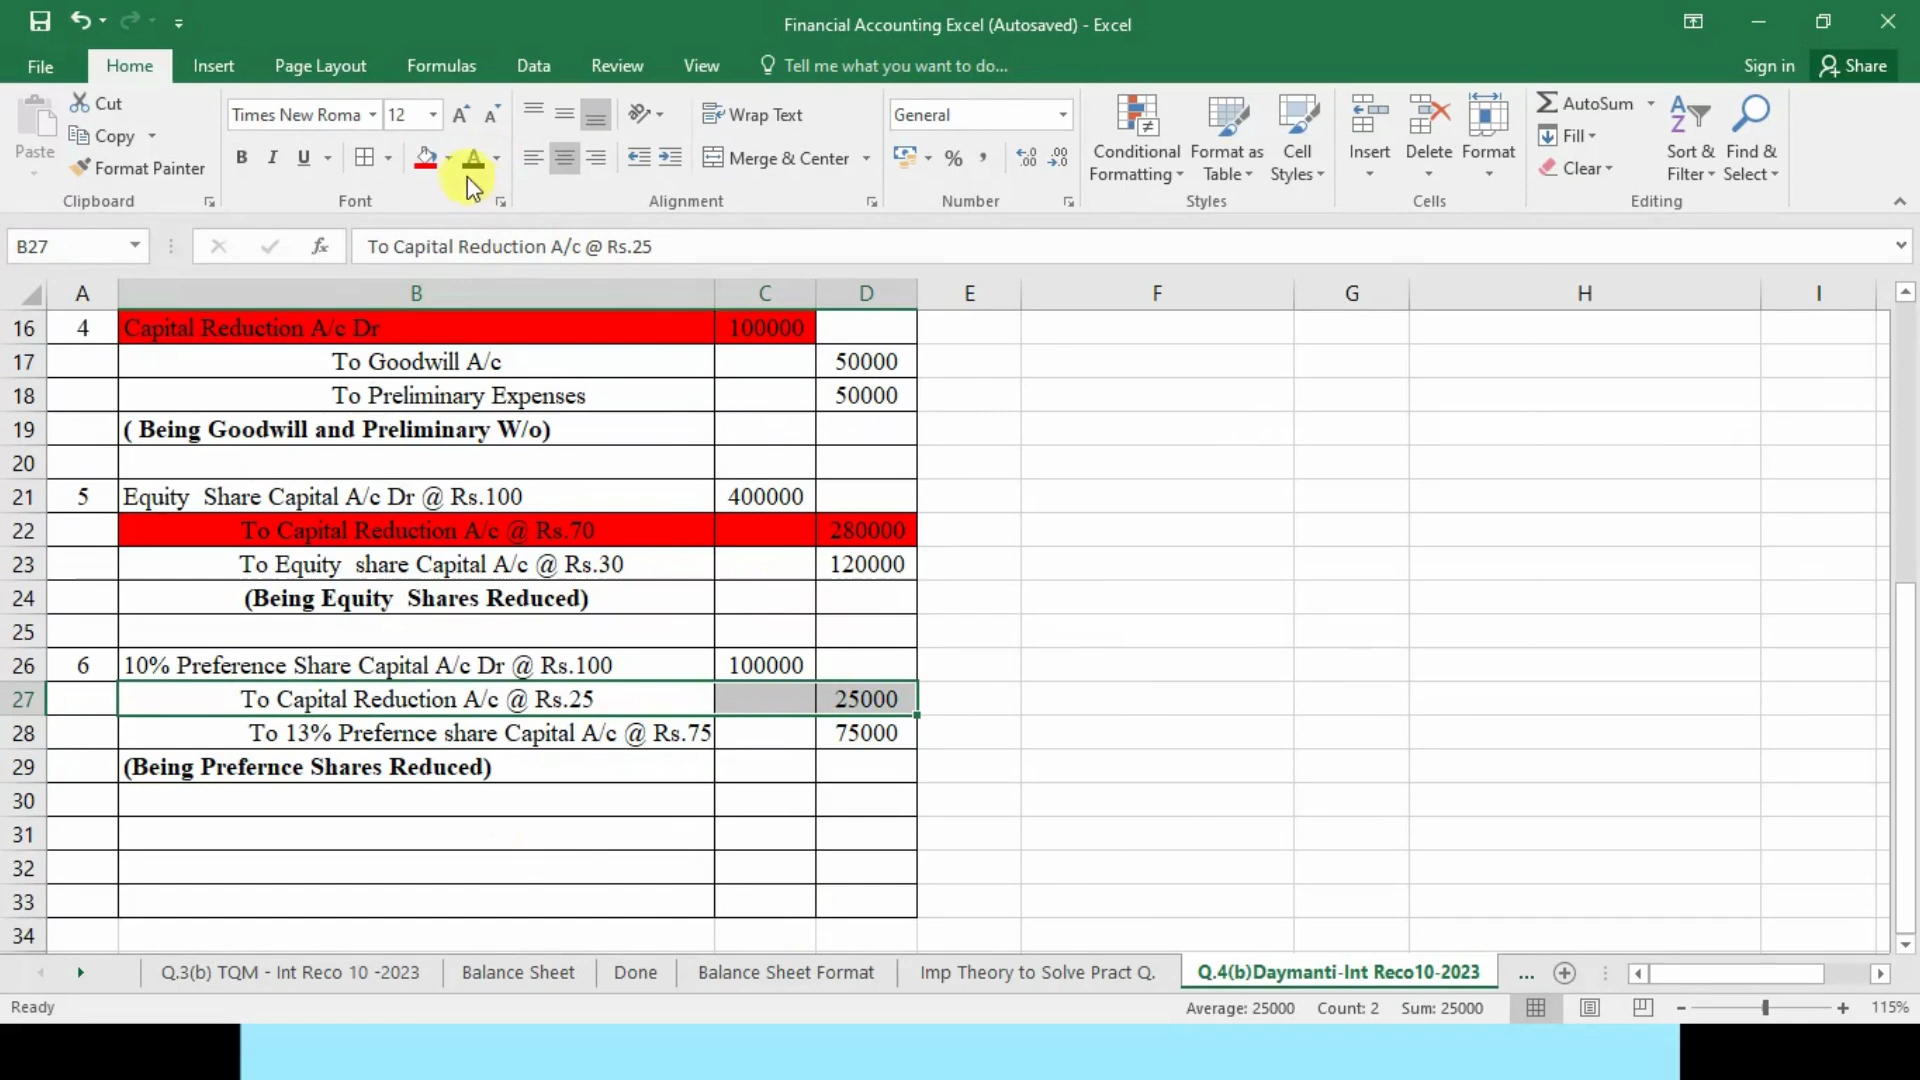 Financial Accounting Excel (Autosaved) - Excel
File Home Insert Page Layout Formulas Data Review View Tell me what you want to do... Sign in Share
Paste
Cut
Copy
Format Painter
Clipboard
Times New Roma 12
B I U
Font
Wrap Text
Merge & Center
Alignment
General
%
Number
Conditional Formatting
Format as Table
Cell Styles
Styles
Insert
Delete
Format
Cells
AutoSum
Fill
Clear
Sort & Filter
Find & Select
Editing
B27 fx To Capital Reduction A/c @ Rs.25
A B C D E F G H I
16 4 Capital Reduction A/c Dr 100000
17 To Goodwill A/c 50000
18 To Preliminary Expenses 50000
19 ( Being Goodwill and Preliminary W/o)
20
21 5 Equity Share Capital A/c Dr @ Rs.100 400000
22 To Capital Reduction A/c @ Rs.70 280000
23 To Equity share Capital A/c @ Rs.30 120000
24 (Being Equity Shares Reduced)
25
26 6 10% Preference Share Capital A/c Dr @ Rs.100 100000
27 To Capital Reduction A/c @ Rs.25 25000
28 To 13% Prefernce share Capital A/c @ Rs.75 75000
29 (Being Prefernce Shares Reduced)
30
31
32
33
34
Q.3(b) TQM - Int Reco 10 -2023 Balance Sheet Done Balance Sheet Format Imp Theory to Solve Pract Q. Q.4(b)Daymanti-Int Reco10-2023 ...
Ready Average: 25000 Count: 2 Sum: 25000 115%